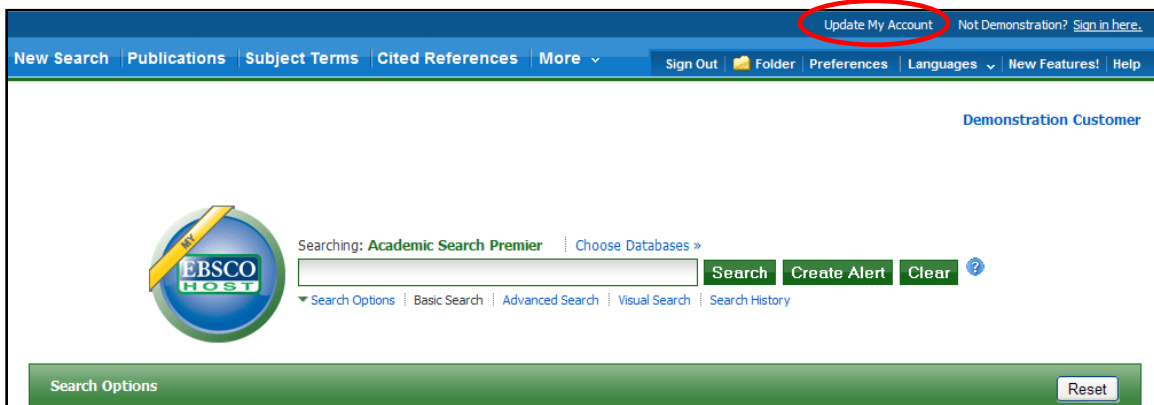 Update My Account Not Demonstration? Sign in here.
New Search Publications Subject Terms Cited References More
Sign Out Folder Preferences Languages New Features! Help
Demonstration Customer
MY
EBSCO
HOST
Searching: Academic Search Premier Choose Databases »
Search Create Alert Clear ?
Search Options Basic Search Advanced Search Visual Search Search History
Search Options
Reset